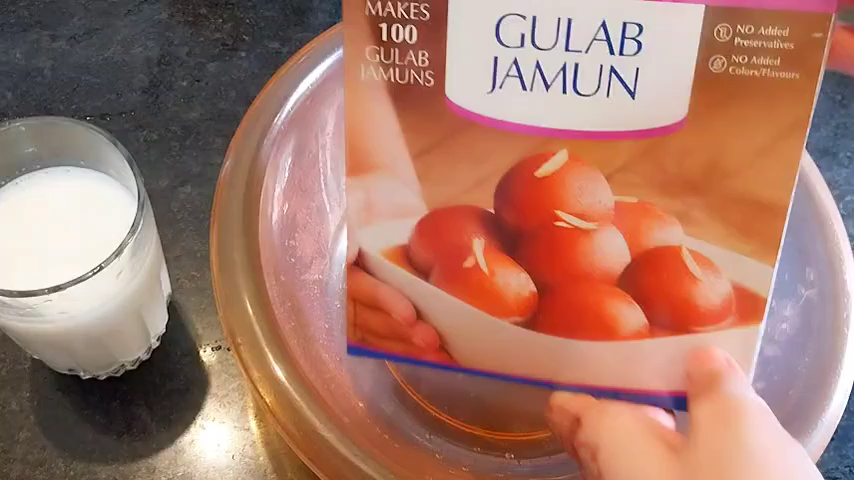 MAKES
100
GULAB
JAMUNS
GULAB
JAMUN
NO Added
Preservatives
NO Added
Colors/Flavours